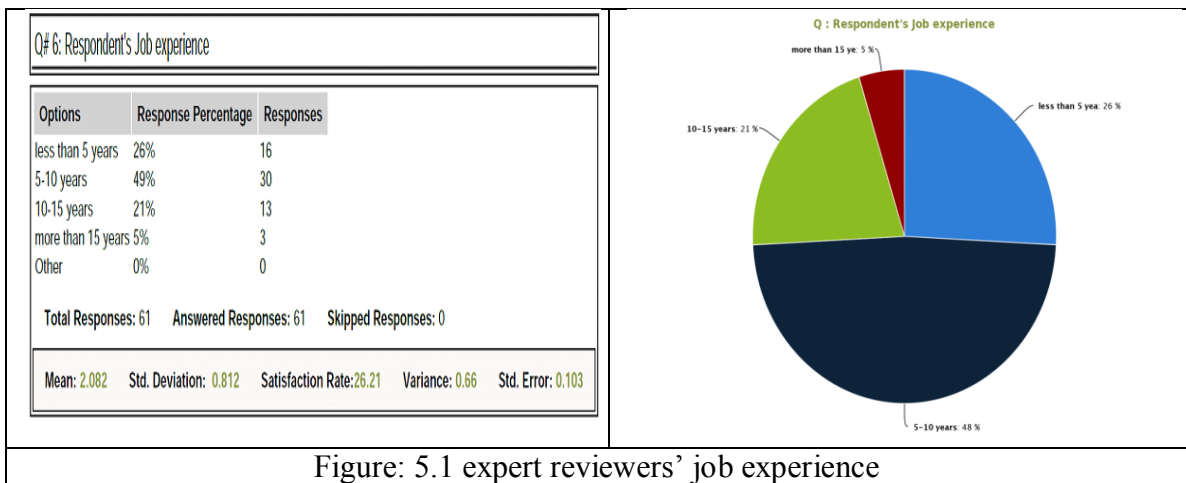 Q# 6: Respondent's Job experience
Options Response Percentage Responses
less than 5 years 26% 16
5-10 years 49% 30
10-15 years 21% 13
more than 15 years 5% 3
Other 0% 0
Total Responses: 61 Answered Responses: 61 Skipped Responses: 0
Mean: 2.082 Std. Deviation: 0.812 Satisfaction Rate:26.21 Variance: 0.66 Std. Error: 0.103
Q : Respondent's Job experience
more than 15 ye: 5 %
less than 5 yea: 26 %
10-15 years: 21 %
5-10 years: 48 %
Figure: 5.1 expert reviewers’ job experience